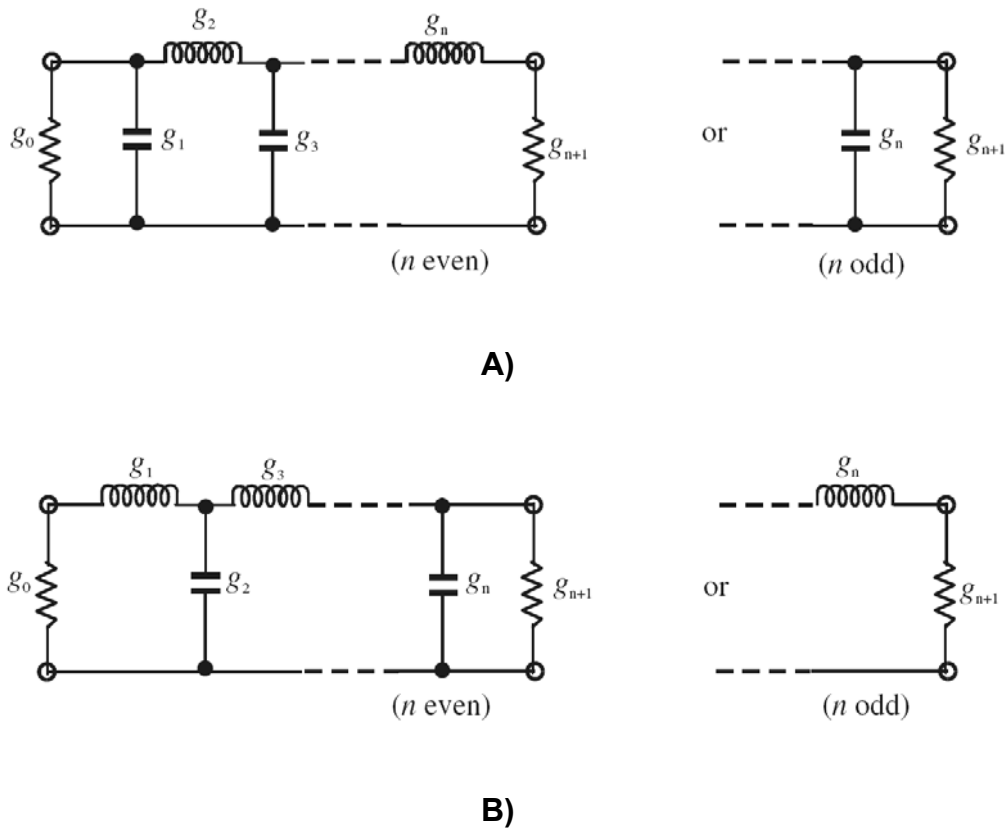 g₂ gₙ
g₀ g₁ g₃ gₙ₊₁ or gₙ gₙ₊₁
(n even) (n odd)
A)
g₁ g₃ gₙ
g₀ g₂ gₙ gₙ₊₁ or gₙ₊₁
(n even) (n odd)
B)